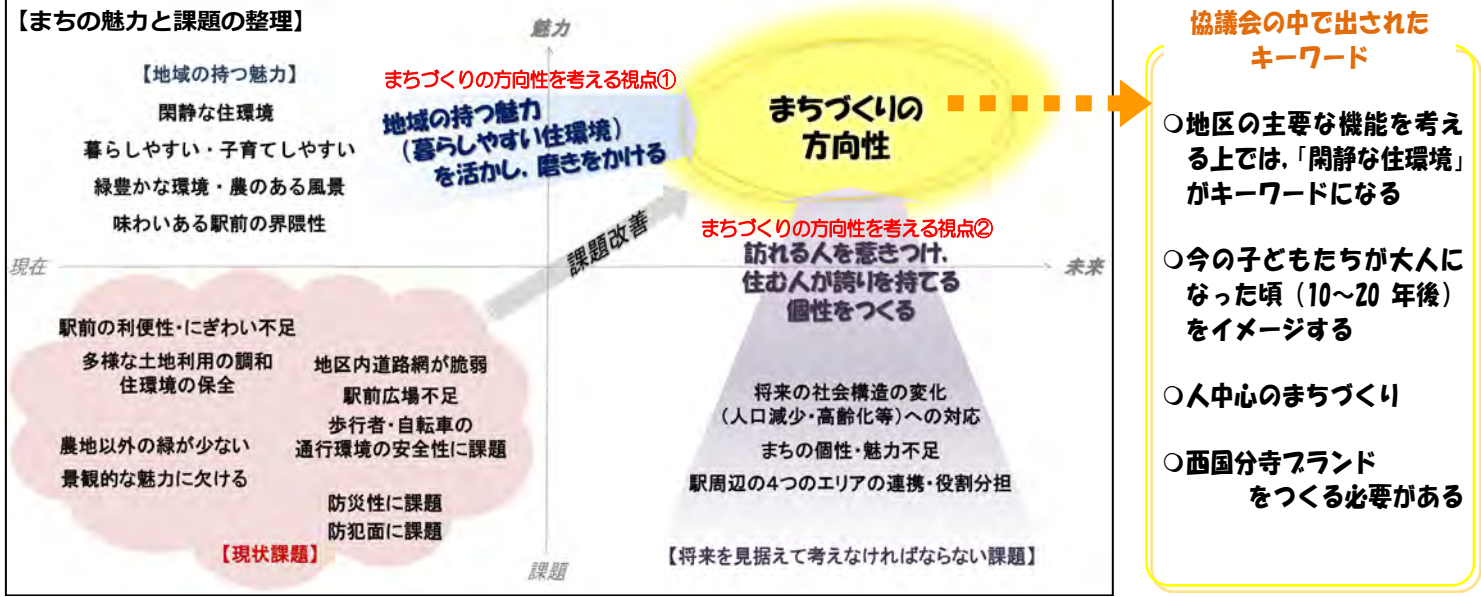 【まちの魅力と課題の整理】
魅力
【地域の持つ魅力】
閑静な住環境
暮らしやすい・子育てしやすい
緑豊かな環境・農のある風景
味わいある駅前の界隈性
まちづくりの方向性を考える視点①
地域の持つ魅力
（暮らしやすい住環境）
を活かし，磨きをかける
まちづくりの
方向性
課題改善
まちづくりの方向性を考える視点②
訪れる人を惹きつけ，
住む人が誇りを持てる
個性をつくる
現在
未来
駅前の利便性・にぎわい不足
多様な土地利用の調和
住環境の保全
農地以外の緑が少ない
景観的な魅力に欠ける
地区内道路網が脆弱
駅前広場不足
歩行者・自転車の
通行環境の安全性に課題
防災性に課題
防犯面に課題
【現状課題】
将来の社会構造の変化
（人口減少・高齢化等）への対応
まちの個性・魅力不足
駅周辺の4つのエリアの連携・役割分担
【将来を見据えて考えなければならない課題】
課題
協議会の中で出された
キーワード
○地区の主要な機能を考え
る上では，「閑静な住環境」
がキーワードになる
○今の子どもたちが大人に
なった頃（10～20 年後）
をイメージする
○人中心のまちづくり
○西国分寺ブランド
をつくる必要がある